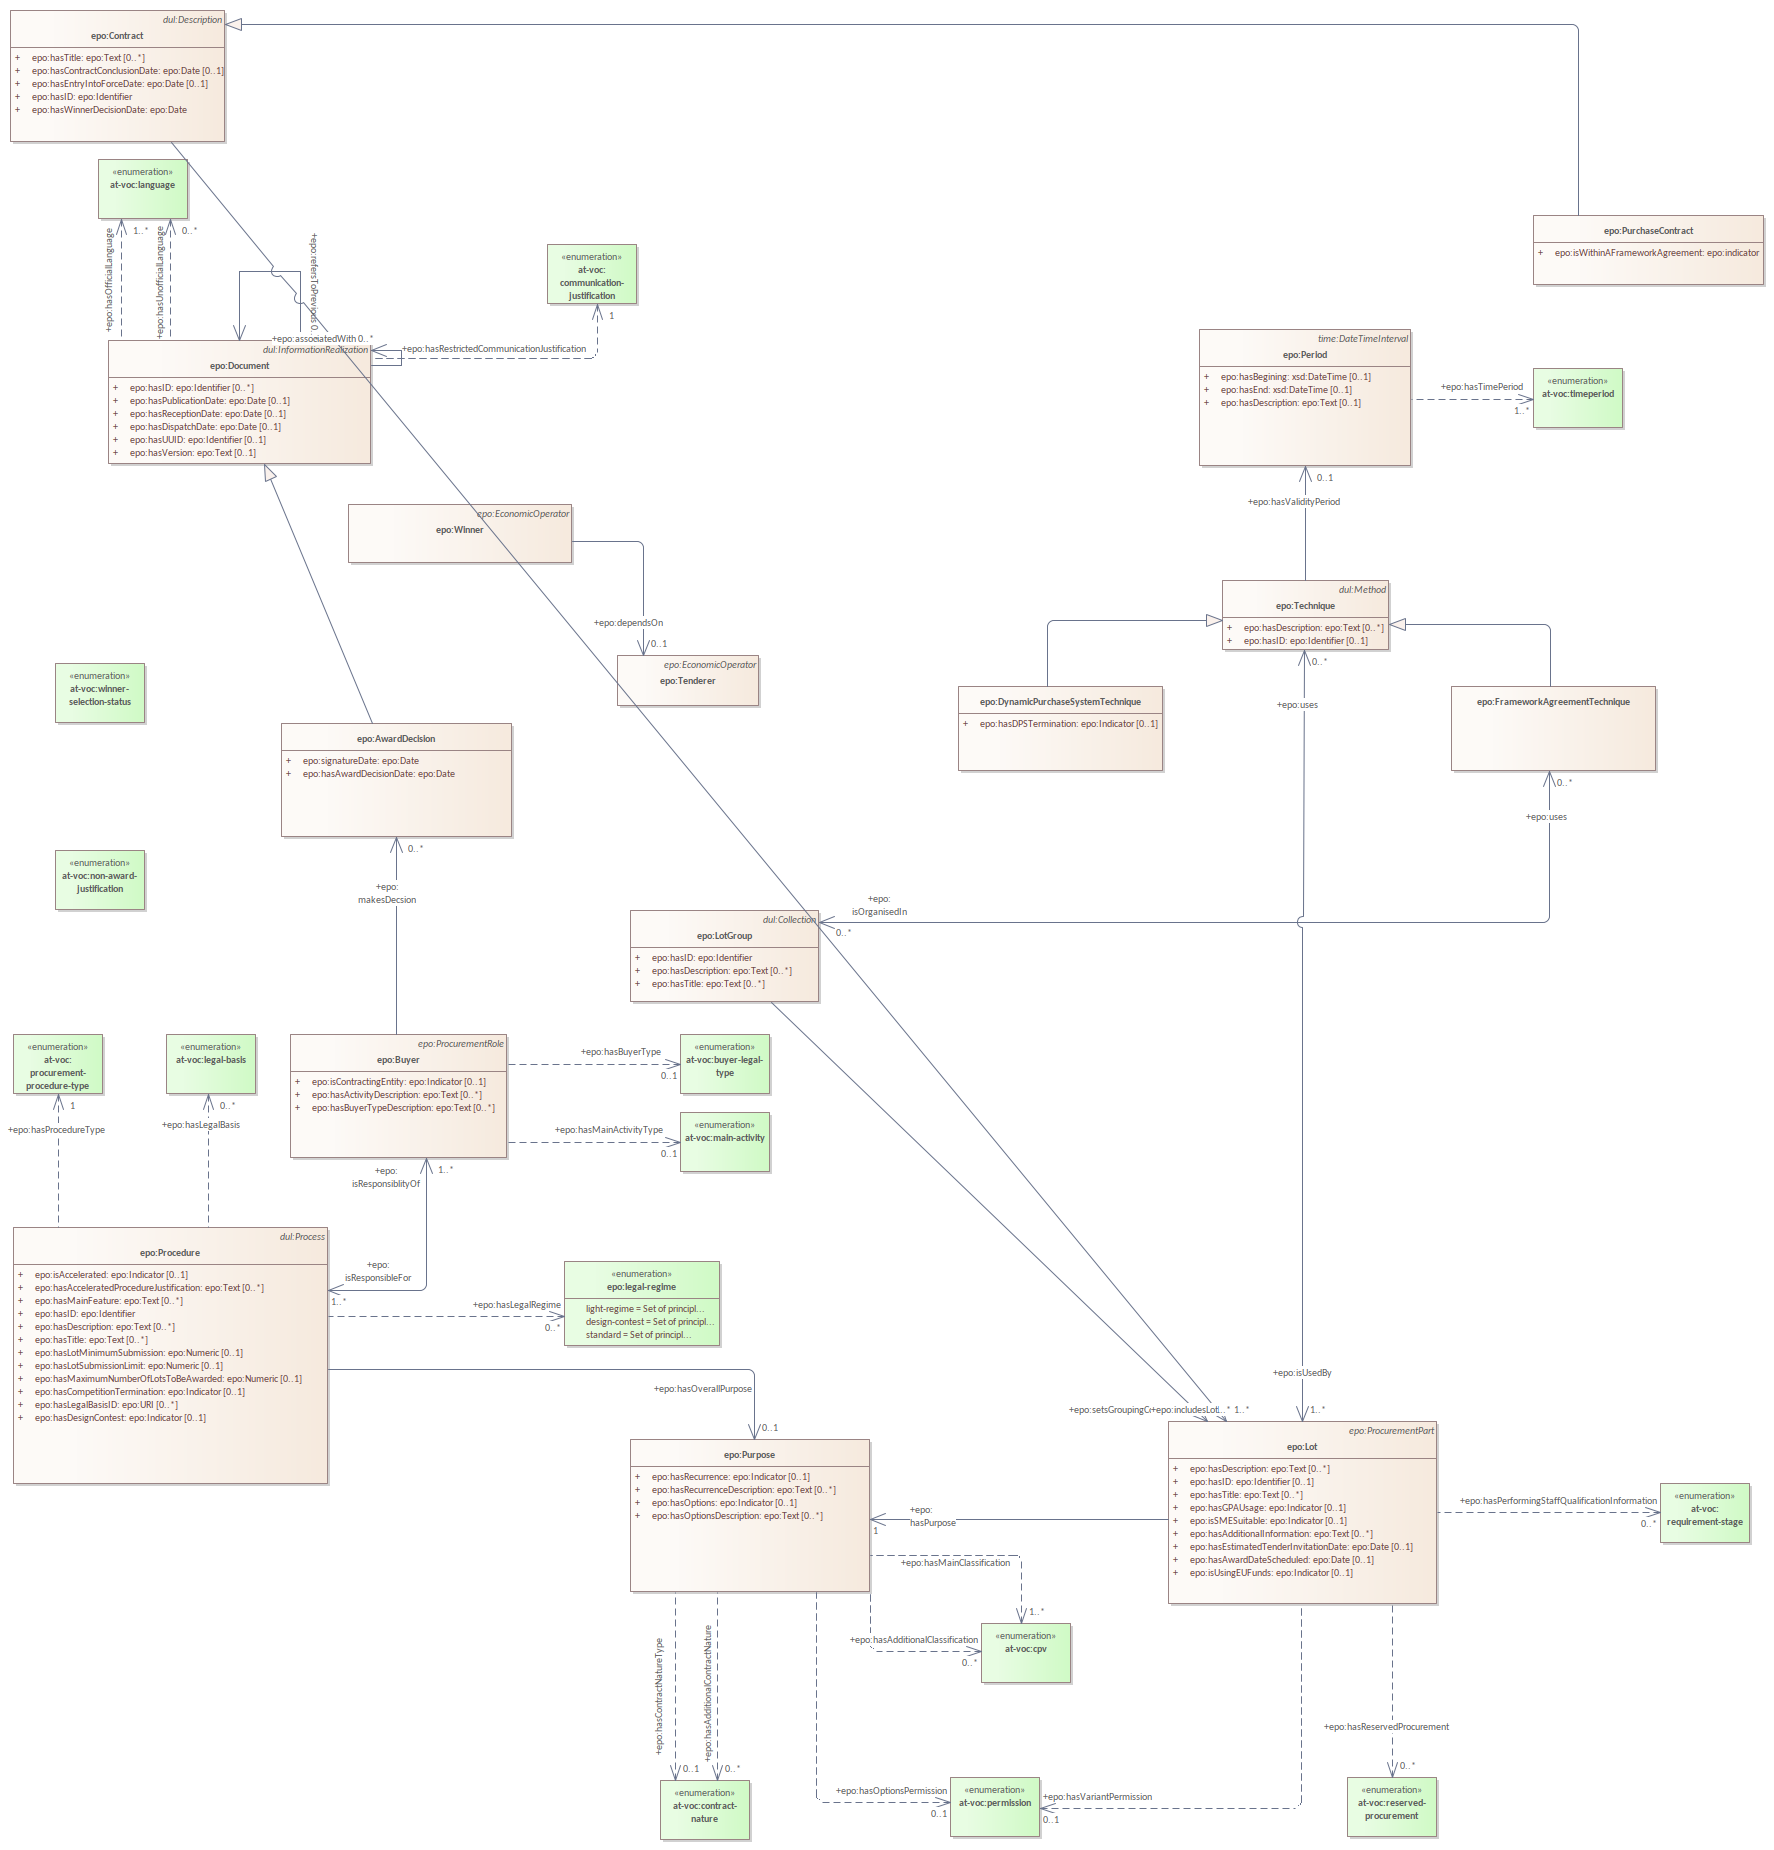 dul:Description
epo:Contract
+ epo:hasTitle: epo:Text [0..*]
+ epo:hasContractConclusionDate: epo:Date [0..1]
+ epo:hasEntryIntoForceDate: epo:Date [0..1]
+ epo:hasID: epo:Identifier
+ epo:hasWinnerDecisionDate: epo:Date
«enumeration»
at-voc:language
1..*
0..*
+epo:hasOfficialLanguage
+epo:hasUnofficialLanguage
+epo:refersToPrevious 0..
«enumeration»
at-voc:
communication-
justification
1
+epo:hasRestrictedCommunicationJustification
epo:PurchaseContract
+ epo:isWithinAFrameworkAgreement: epo:indicator
+epo:associatedWith 0..*
dul:InformationRealization
epo:Document
+ epo:hasID: epo:Identifier [0..*]
+ epo:hasPublicationDate: epo:Date [0..1]
+ epo:hasReceptionDate: epo:Date [0..1]
+ epo:hasDispatchDate: epo:Date [0..1]
+ epo:hasUUID: epo:Identifier [0..1]
+ epo:hasVersion: epo:Text [0..1]
time:DateTimeInterval
epo:Period
+ epo:hasBegining: xsd:DateTime [0..1]
+ epo:hasEnd: xsd:DateTime [0..1]
+ epo:hasDescription: epo:Text [0..1]
+epo:hasTimePeriod
1..*
«enumeration»
at-voc:timeperiod
0..1
+epo:hasValidityPeriod
epo:EconomicOperator
epo:Winner
+epo:dependsOn
0..1
epo:EconomicOperator
epo:Tenderer
dul:Method
epo:Technique
+ epo:hasDescription: epo:Text [0..*]
+ epo:hasID: epo:Identifier [0..1]
0..*
+epo:uses
epo:DynamicPurchaseSystemTechnique
+ epo:hasDPSTermination: epo:Indicator [0..1]
epo:FrameworkAgreementTechnique
0..*
+epo:uses
«enumeration»
at-voc:winner-
selection-status
epo:AwardDecision
+ epo:signatureDate: epo:Date
+ epo:hasAwardDecisionDate: epo:Date
0..*
+epo:
makesDecsion
«enumeration»
at-voc:non-award-
justification
+epo:
isOrganisedIn
0..*
dul:Collection
epo:LotGroup
+ epo:hasID: epo:Identifier
+ epo:hasDescription: epo:Text [0..*]
+ epo:hasTitle: epo:Text [0..*]
«enumeration»
at-voc:
procurement-
procedure-type
1
+epo:hasProcedureType
«enumeration»
at-voc:legal-basis
0..*
+epo:hasLegalBasis
epo:ProcurementRole
epo:Buyer
+ epo:isContractingEntity: epo:Indicator [0..1]
+ epo:hasActivityDescription: epo:Text [0..*]
+ epo:hasBuyerTypeDescription: epo:Text [0..*]
+epo:hasBuyerType
0..1
«enumeration»
at-voc:buyer-legal-
type
+epo:hasMainActivityType
0..1
«enumeration»
at-voc:main-activity
+epo:
isResponsiblityOf
1..*
+epo:
isResponsibleFor
1..*
dul:Process
epo:Procedure
+ epo:isAccelerated: epo:Indicator [0..1]
+ epo:hasAcceleratedProcedureJustification: epo:Text [0..*]
+ epo:hasMainFeature: epo:Text [0..*]
+ epo:hasID: epo:Identifier
+ epo:hasDescription: epo:Text [0..*]
+ epo:hasTitle: epo:Text [0..*]
+ epo:hasLotMinimumSubmission: epo:Numeric [0..1]
+ epo:hasLotSubmissionLimit: epo:Numeric [0..1]
+ epo:hasMaximumNumberOfLotsToBeAwarded: epo:Numeric [0..1]
+ epo:hasCompetitionTermination: epo:Indicator [0..1]
+ epo:hasLegalBasisID: epo:URI [0..*]
+ epo:hasDesignContest: epo:Indicator [0..1]
+epo:hasLegalRegime
0..*
«enumeration»
epo:legal-regime
light-regime = Set of principl...
design-contest = Set of principl...
standard = Set of principl...
+epo:hasOverallPurpose
0..1
+epo:isUsedBy
1..*
+epo:setsGroupingC
+epo:includesLot
1..*
epo:Purpose
+ epo:hasRecurrence: epo:Indicator [0..1]
+ epo:hasRecurrenceDescription: epo:Text [0..*]
+ epo:hasOptions: epo:Indicator [0..1]
+ epo:hasOptionsDescription: epo:Text [0..*]
+epo:
hasPurpose
1
epo:ProcurementPart
epo:Lot
+ epo:hasDescription: epo:Text [0..*]
+ epo:hasID: epo:Identifier [0..1]
+ epo:hasTitle: epo:Text [0..*]
+ epo:hasGPAUsage: epo:Indicator [0..1]
+ epo:isSMESuitable: epo:Indicator [0..1]
+ epo:hasAdditionalInformation: epo:Text [0..*]
+ epo:hasEstimatedTenderInvitationDate: epo:Date [0..1]
+ epo:hasAwardDateScheduled: epo:Date [0..1]
+ epo:isUsingEUFunds: epo:Indicator [0..1]
+epo:hasPerformingStaffQualificationInformation
0..*
«enumeration»
at-voc:
requirement-stage
+epo:hasMainClassification
1..*
+epo:hasAdditionalClassification
0..*
«enumeration»
at-voc:cpv
+epo:hasContractNatureType
0..1
+epo:hasAdditionalContractNature
0..*
«enumeration»
at-voc:contract-
nature
+epo:hasOptionsPermission
0..1
«enumeration»
at-voc:permission
+epo:hasVariantPermission
0..1
+epo:hasReservedProcurement
0..*
«enumeration»
at-voc:reserved-
procurement